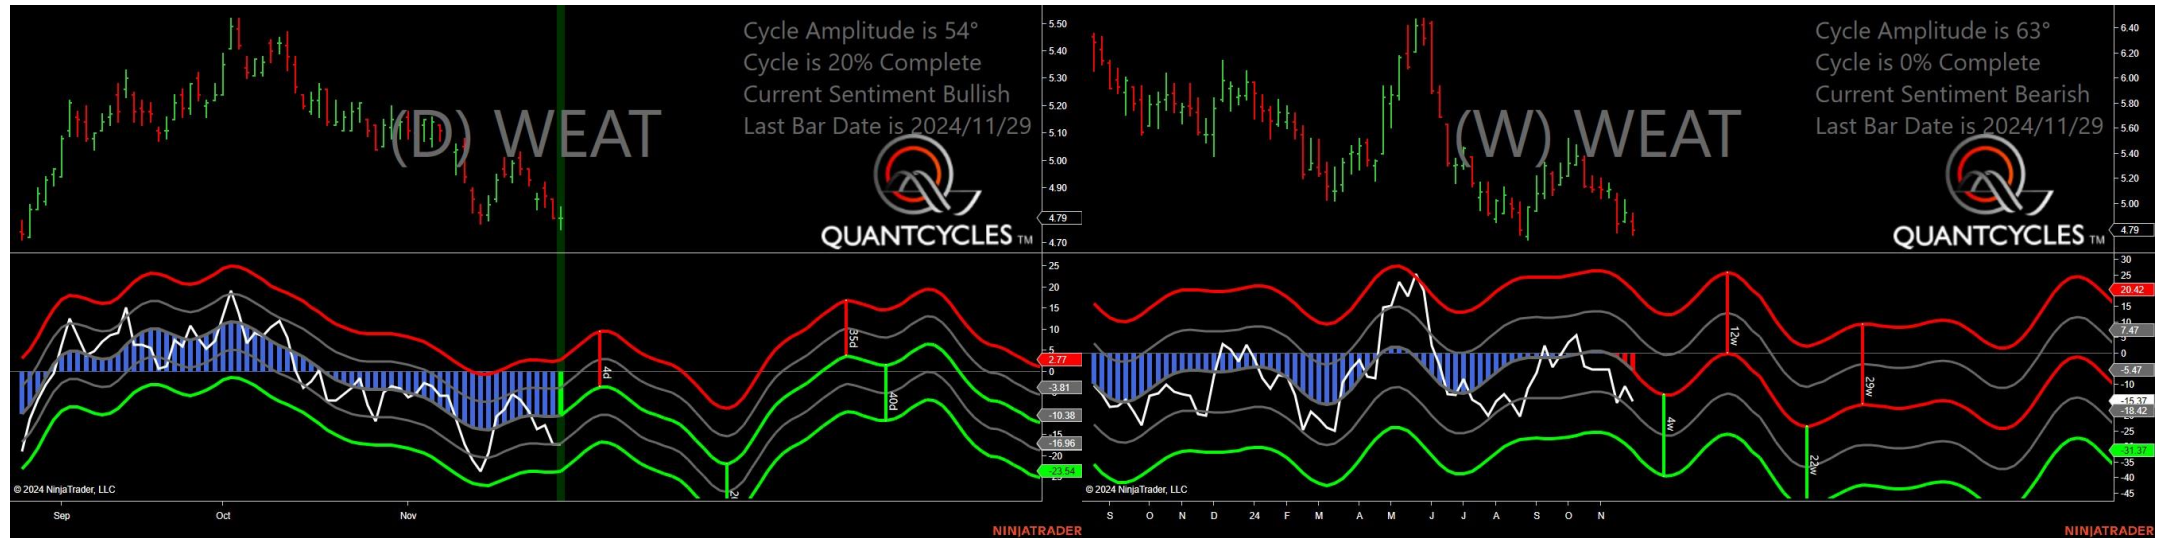 Cycle Amplitude is 54°
Cycle is 20% Complete
Current Sentiment Bullish
Last Bar Date is 2024/11/29
(D) WEAT
QUANTCYCLES TM
5.50
5.40
5.30
5.20
5.10
5.00
4.90
4.79
4.70
25
20
15
10
5
2.77
0
-3.81
-10.38
-15
-16.96
-20
-23.54
4d
85d
40d
© 2024 NinjaTrader, LLC
Sep
Oct
Nov
NINJATRADER
Cycle Amplitude is 63°
Cycle is 0% Complete
Current Sentiment Bearish
Last Bar Date is 2024/11/29
(W) WEAT
QUANTCYCLES TM
6.40
6.20
6.00
5.80
5.60
5.40
5.20
5.00
4.79
30
25
20.42
15
10
7.47
5
0
-5.47
-10
-15.37
-18.42
-25
-31.37
-35
-40
-45
12w
29w
4w
22w
© 2024 NinjaTrader, LLC
S
O
N
D
24
F
M
A
M
J
J
A
S
O
N
NINJATRADER